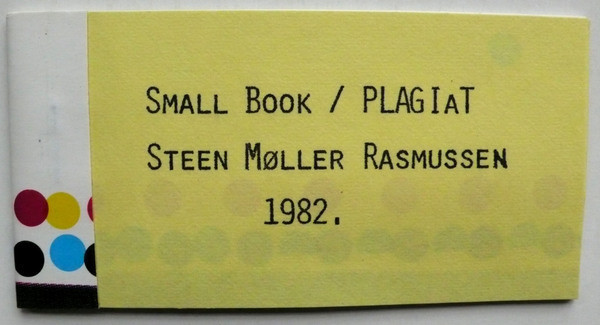 Small Book / PLAGIaT
Steen Møller Rasmussen
1982.